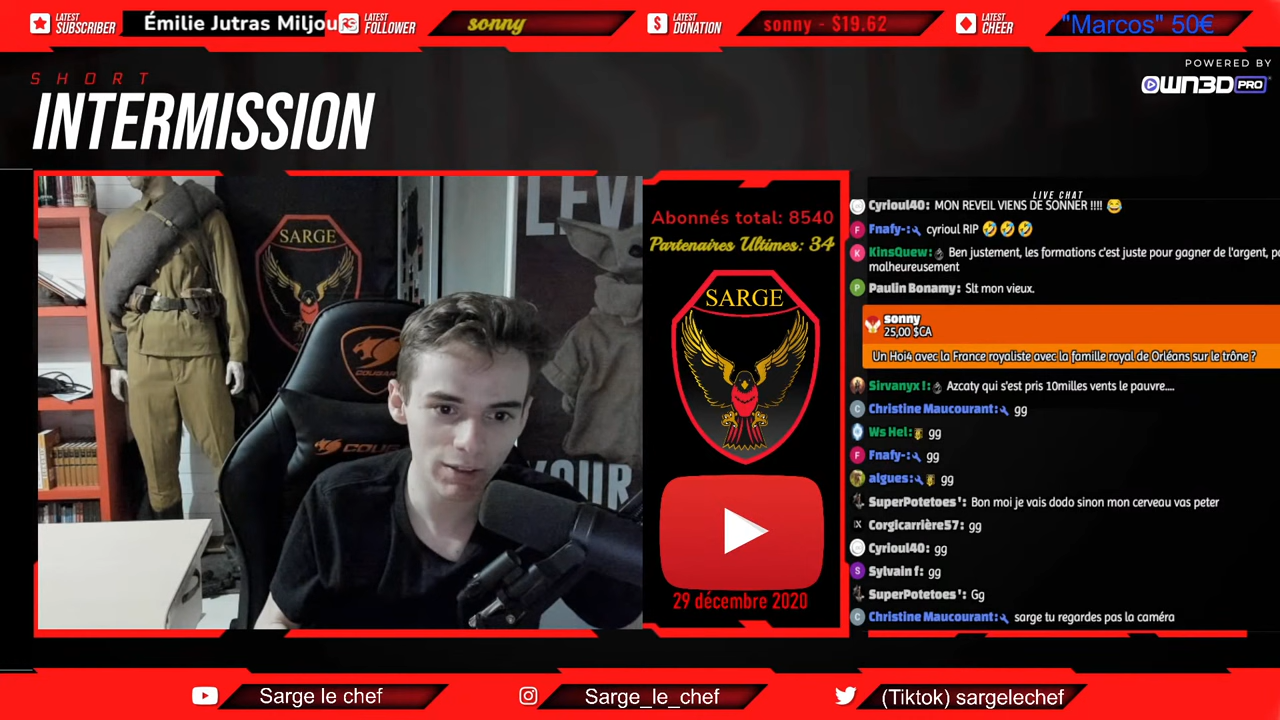 LATEST SUBSCRIBER
Émilie Jutras Miljours
LATEST FOLLOWER
sonny
LATEST DONATION
sonny - $19.62
LATEST CHEER
"Marcos" 50€
POWERED BY
OWN3D PRO
SHORT
INTERMISSION
SARGE
COUGAR
LEVE
YOUR
Abonnés total: 8540
Partenaires Ultimes: 34
SARGE
29 décembre 2020
LIVE CHAT
Cyrioul40: MON REVEIL VIENS DE SONNER !!!! 😂
Fnafy-: cyrioul RIP 🤣🤣🤣
KinsQuew: Ben justement, les formations c'est juste pour gagner de l'argent,
malheureusement
Paulin Bonamy: Slt mon vieux.
sonny
25,00 $CA
Un Hoi4 avec la France royaliste avec la famille royal de Orléans sur le trône ?
Sirvanyx !: Azcaty qui s'est pris 10milles vents le pauvre....
Christine Maucourant: gg
Ws Hel: gg
Fnafy-: gg
aigues: gg
SuperPotetoes': Bon moi je vais dodo sinon mon cerveau vas peter
Corgicarrière57: gg
Cyrioul40: gg
Sylvain f: gg
SuperPotetoes': Gg
Christine Maucourant: sarge tu regardes pas la caméra
Sarge le chef
Sarge_le_chef
(Tiktok) sargelechef